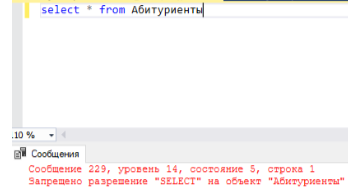 select * from Абитуриенты
.10 %
Сообщения
Сообщение 229, уровень 14, состояние 5, строка 1
Запрещено разрешение "SELECT" на объект "Абитуриенты"